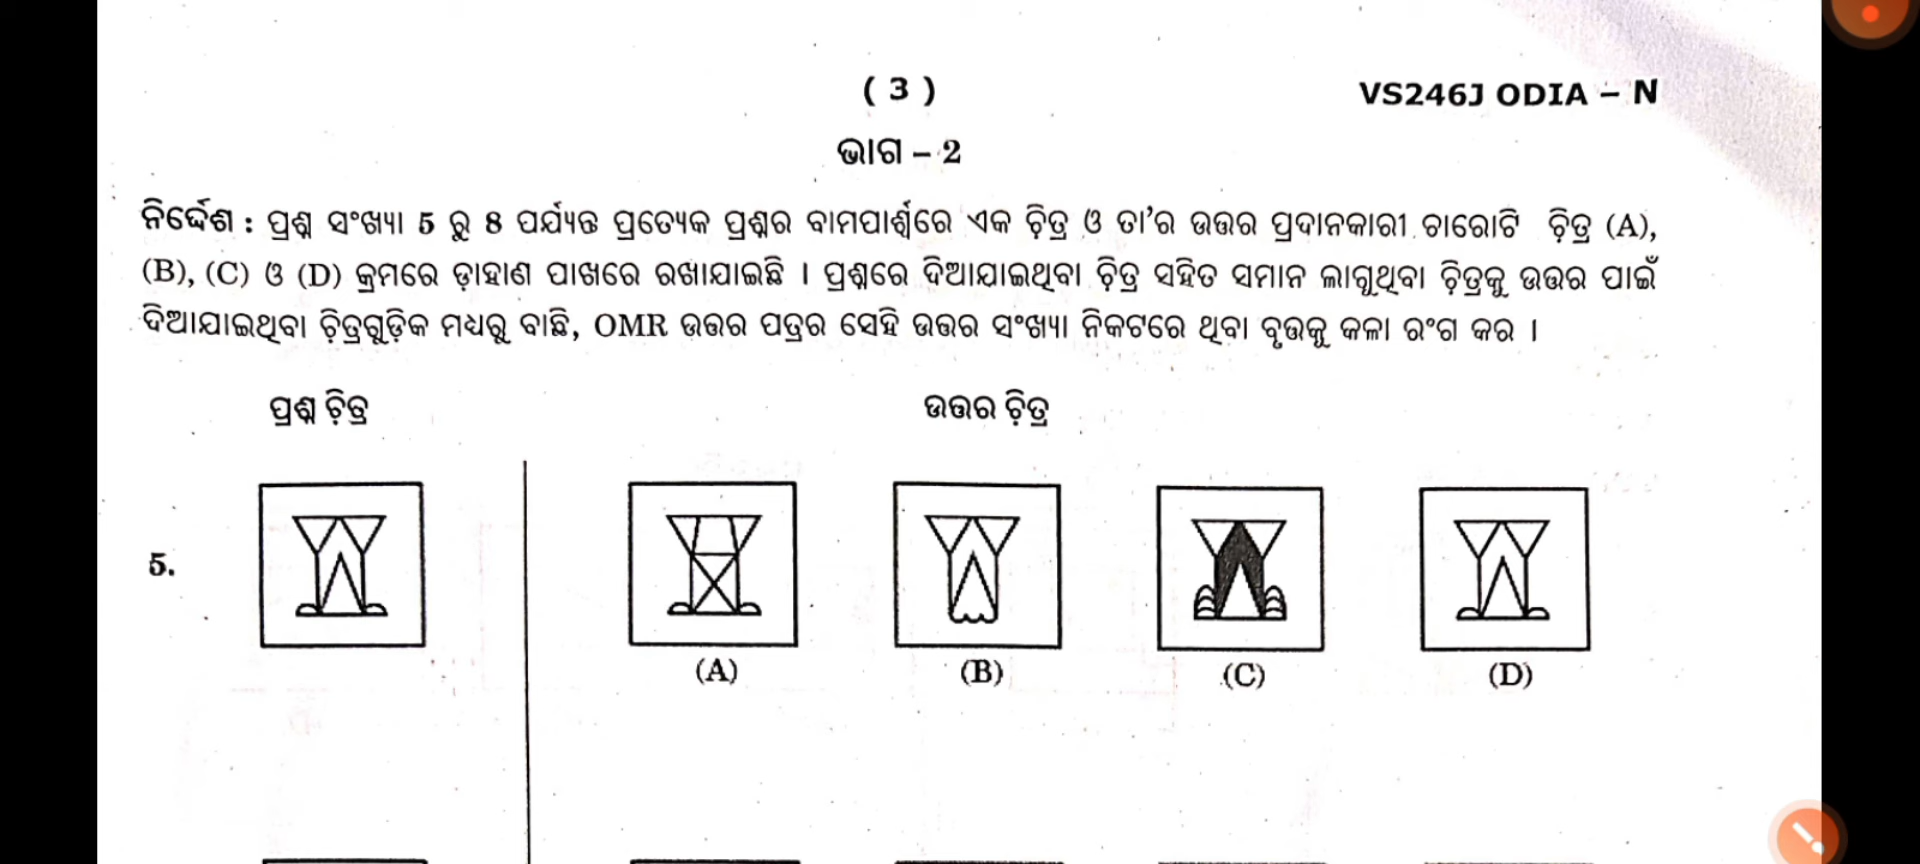 ( 3 )
VS246J ODIA – N
ଭାଗ – 2
ନିର୍ଦ୍ଦେଶ : ପ୍ରଶ୍ନ ସଂଖ୍ୟା 5 ରୁ 8 ପର୍ଯ୍ୟନ୍ତ ପ୍ରତ୍ୟେକ ପ୍ରଶ୍ନର ବାମପାର୍ଶ୍ଵରେ ଏକ ଚି଼ତ୍ର ଓ ତା’ର ଉତ୍ତର ପ୍ରଦାନକାରୀ ଚାରୋଟି ଚି଼ତ୍ର (A),
(B), (C) ଓ (D) କ୍ରମରେ ଡ଼ାହାଣ ପାଖରେ ରଖାଯାଇଛି । ପ୍ରଶ୍ନରେ ଦିଆଯାଇଥିବା ଚି଼ତ୍ର ସହିତ ସମାନ ଲାଗୁଥିବା ଚି଼ତ୍ରକୁ ଉତ୍ତର ପାଇଁ
ଦିଆଯାଇଥିବା ଚି଼ତ୍ରଗୁଡ଼ିକ ମଧ୍ୟରୁ ବାଛି, OMR ଉତ୍ତର ପତ୍ରର ସେହି ଉତ୍ତର ସଂଖ୍ୟା ନିକଟରେ ଥିବା ବୃତ୍ତକୁ କଳା ରଂଗ କର ।
ପ୍ରଶ୍ନ ଚି଼ତ୍ର
ଉତ୍ତର ଚି଼ତ୍ର
5.
(A)
(B)
(C)
(D)